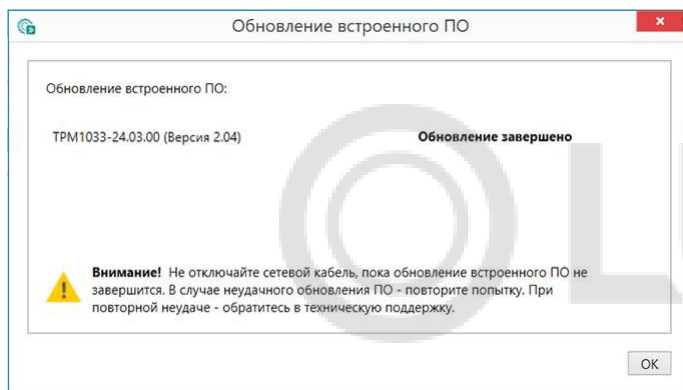 Обновление встроенного ПО
Обновление встроенного ПО:
ТРМ1033-24.03.00 (Версия 2.04)
Обновление завершено
Внимание! Не отключайте сетевой кабель, пока обновление встроенного ПО не
завершится. В случае неудачного обновления ПО - повторите попытку. При
повторной неудаче - обратитесь в техническую поддержку.
OK